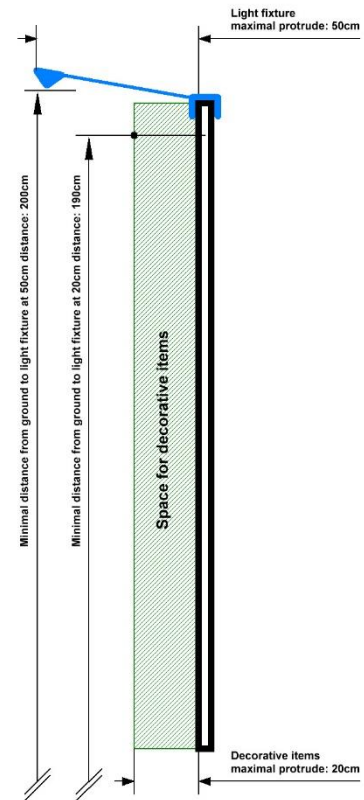 Light fixture
maximal protrude: 50cm
Minimal distance from ground to light fixture at 50cm distance: 200cm
Minimal distance from ground to light fixture at 20cm distance: 190cm
Space for decorative items
Decorative items
maximal protrude: 20cm